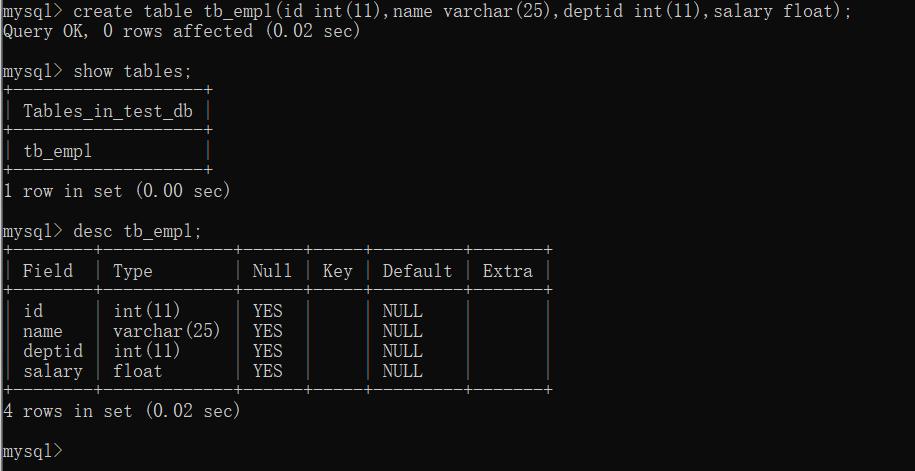 mysql> create table tb_empl(id int(11),name varchar(25),deptid int(11),salary float);
Query OK, 0 rows affected (0.02 sec)
mysql> show tables;
+-------------------+
| Tables_in_test_db |
+-------------------+
| tb_empl           |
+-------------------+
1 row in set (0.00 sec)
mysql> desc tb_empl;
+--------+-------------+------+-----+---------+-------+
| Field  | Type        | Null | Key | Default | Extra |
+--------+-------------+------+-----+---------+-------+
| id     | int(11)     | YES  |     | NULL    |       |
| name   | varchar(25) | YES  |     | NULL    |       |
| deptid | int(11)     | YES  |     | NULL    |       |
| salary | float       | YES  |     | NULL    |       |
+--------+-------------+------+-----+---------+-------+
4 rows in set (0.02 sec)
mysql>